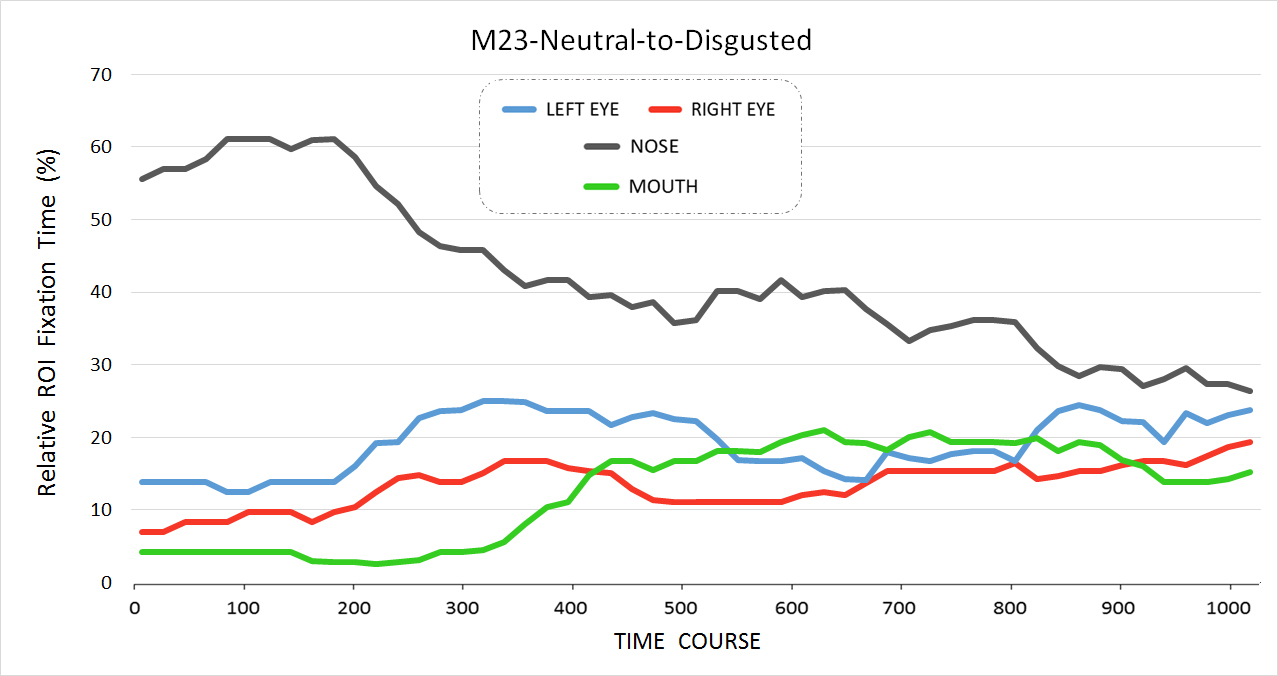 M23-Neutral-to-Disgusted
LEFT EYE RIGHT EYE
NOSE
MOUTH
Relative ROI Fixation Time (%)
70
60
50
40
30
20
10
0
0 100 200 300 400 500 600 700 800 900 1000
TIME COURSE